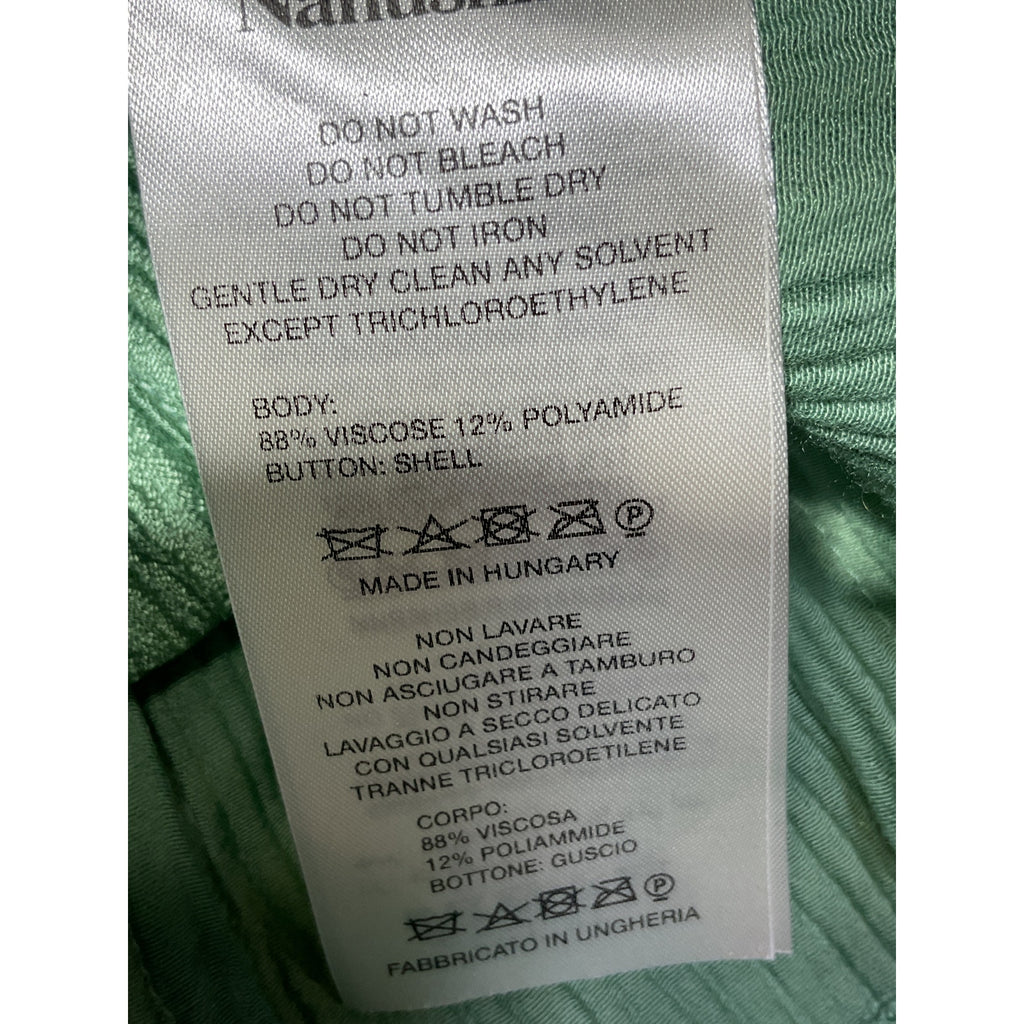 DO NOT WASH
DO NOT BLEACH
DO NOT TUMBLE DRY
DO NOT IRON
GENTLE DRY CLEAN ANY SOLVENT
EXCEPT TRICHLOROETHYLENE
BODY:
88% VISCOSE 12% POLYAMIDE
BUTTON: SHELL
P
MADE IN HUNGARY
NON LAVARE
NON CANDEGGIARE
NON ASCIUGARE A TAMBURO
NON STIRARE
LAVAGGIO A SECCO DELICATO
CON QUALSIASI SOLVENTE
TRANNE TRICLOROETILENE
CORPO:
88% VISCOSA
12% POLIAMMIDE
BOTTONE: GUSCIO
P
FABBRICATO IN UNGHERIA